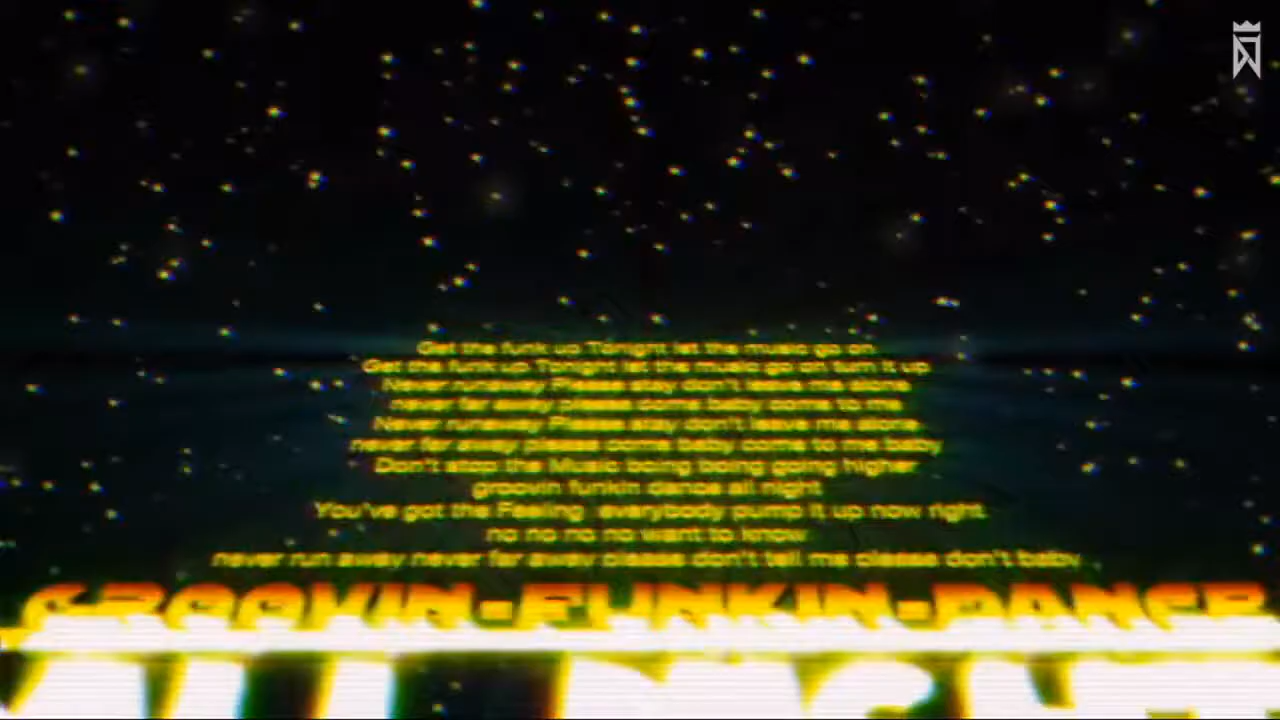 Get the funk up Tonight let the music go on
Get the funk up Tonight let the music go on turn it up
Never runaway Please stay don't leave me alone
never far away please come baby come to me
Never runaway Please stay don't leave me alone
never far away please come baby come to me baby
Don't stop the Music boing boing going higher
groovin funkin dance all night
You've got the Feeling everybody pump it up now right
no no no no want to know
never run away never far away please don't tell me please don't baby
GROOVIN-FUNKIN-DANCE